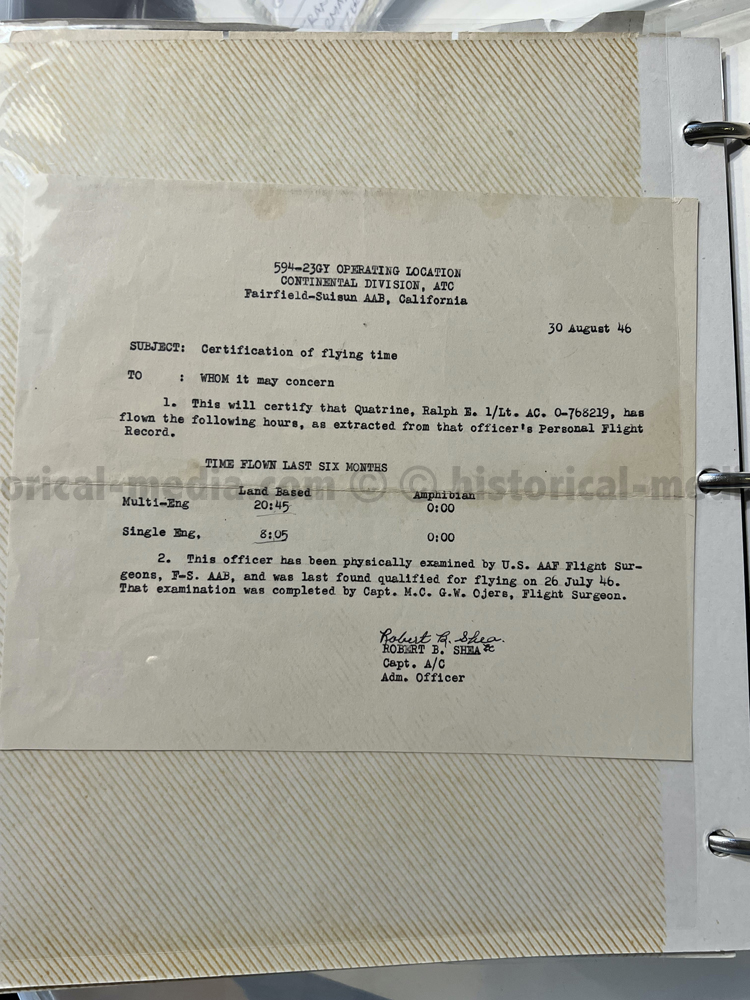 594-23GY OPERATING LOCATION
CONTINENTAL DIVISION, ATC
Fairfield-Suisun AAB, California
30 August 46
SUBJECT: Certification of flying time
TO : WHOM it may concern
1. This will certify that Quatrine, Ralph E. 1/Lt. AC. O-768219, has
flown the following hours, as extracted from that officer's Personal Flight
Record.
TIME FLOWN LAST SIX MONTHS
orical-media.com © © historical-med
Land Based Amphibian
Multi-Eng 20:45 0:00
Single Eng. 8:05 0:00
2. This officer has been physically examined by U.S. AAF Flight Sur-
geons, F-S. AAB, and was last found qualified for flying on 26 July 46.
That examination was completed by Capt. M.C. G.W. Ojers, Flight Surgeon.
Robert B. Shea.
ROBERT B. SHEA
Capt. A/C
Adm. Officer